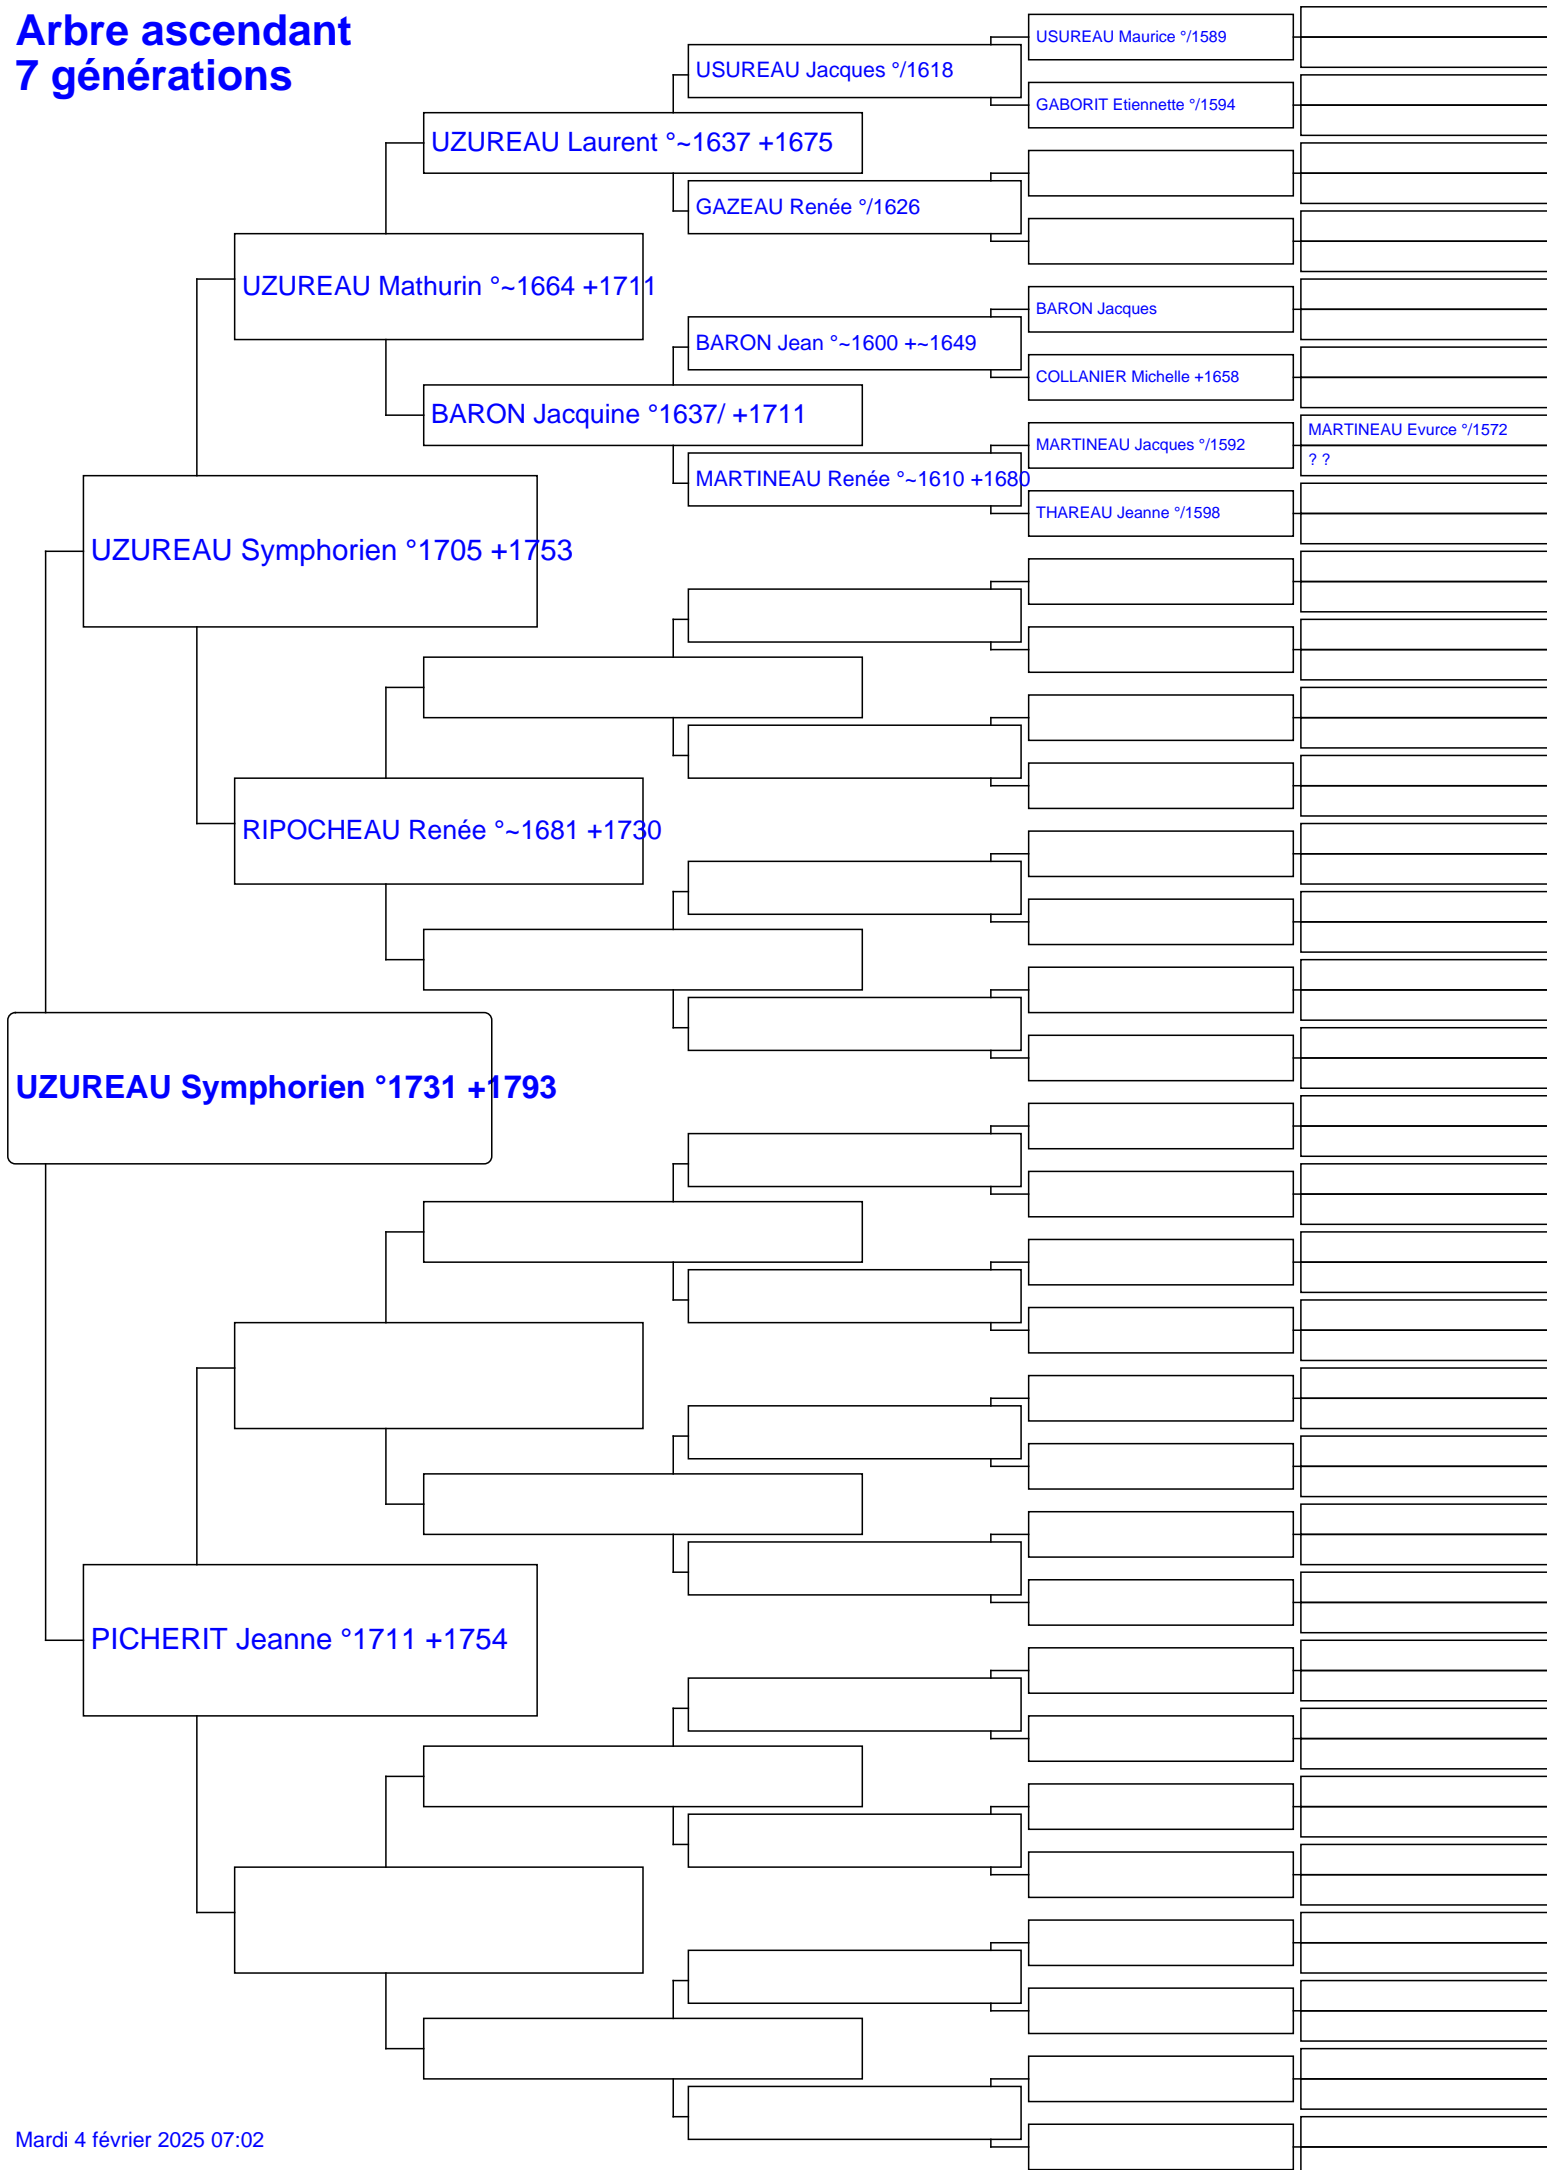 Arbre ascendant
7 générations
USUREAU Maurice °/1589
USUREAU Jacques °/1618
GABORIT Etiennette °/1594
UZUREAU Laurent °~1637 +1675
GAZEAU Renée °/1626
UZUREAU Mathurin °~1664 +1711
BARON Jacques
BARON Jean °~1600 +~1649
COLLANIER Michelle +1658
BARON Jacquine °1637/ +1711
MARTINEAU Evurce °/1572
MARTINEAU Jacques °/1592
? ?
MARTINEAU Renée °~1610 +1680
THAREAU Jeanne °/1598
UZUREAU Symphorien °1705 +1753
RIPOCHEAU Renée °~1681 +1730
UZUREAU Symphorien °1731 +1793
PICHERIT Jeanne °1711 +1754
Mardi 4 février 2025 07:02